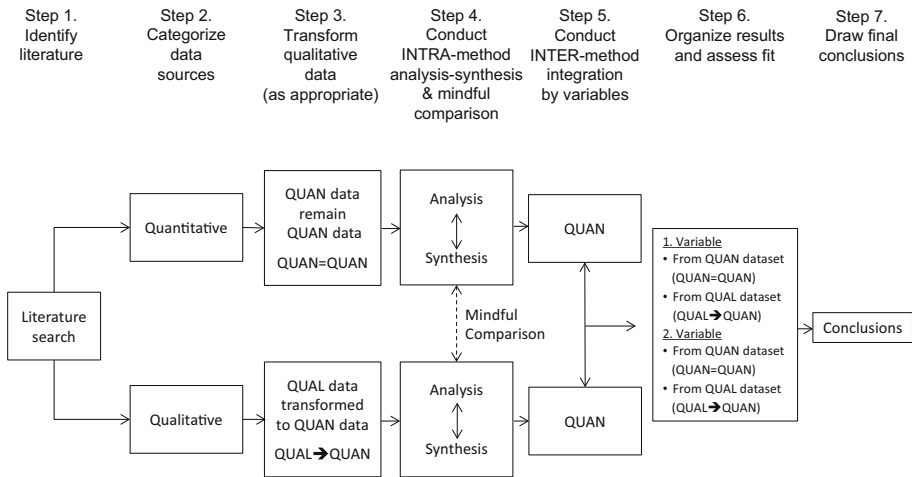 Step 1.
Identify
literature
Step 2.
Categorize
data
sources
Step 3.
Transform
qualitative
data
(as appropriate)
Step 4.
Conduct
INTRA-method
analysis-synthesis
& mindful
comparison
Step 5.
Conduct
INTER-method
integration
by variables
Step 6.
Organize results
and assess fit
Step 7.
Draw final
conclusions
Literature
search
Quantitative
QUAN data
remain
QUAN data
QUAN=QUAN
Analysis
Synthesis
QUAN
Mindful
Comparison
Qualitative
QUAL data
transformed
to QUAN data
QUAL➔QUAN
Analysis
Synthesis
QUAN
1. Variable
• From QUAN dataset
(QUAN=QUAN)
• From QUAL dataset
(QUAL➔QUAN)
2. Variable
• From QUAN dataset
(QUAN=QUAN)
• From QUAL dataset
(QUAL➔QUAN)
Conclusions